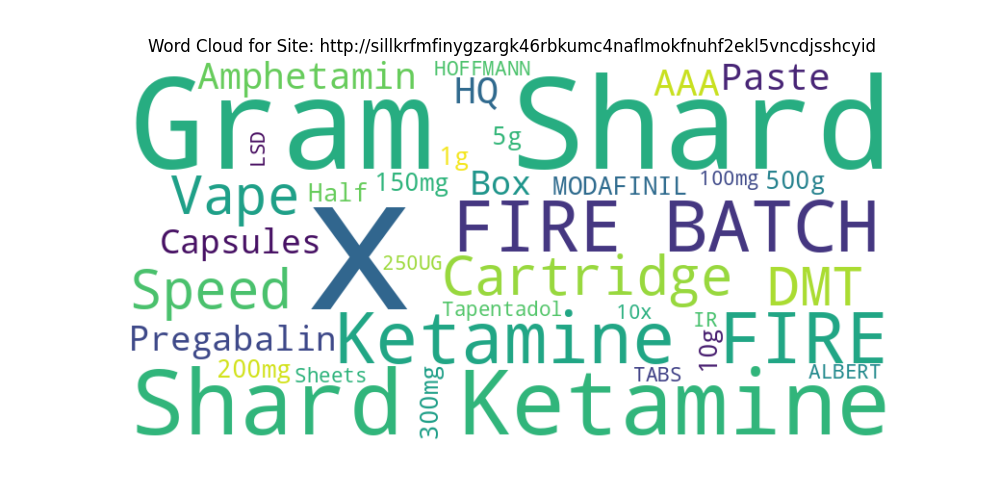 Word Cloud for Site: http://sillkrfmfinygzargk46rbkumc4naflmokfnuhf2ekl5vncdjsshcyid
Amphetamin HOFFMANN HQ AAA Paste
Gram Shard
LSD 1g 5g
Vape Half 150mg Box MODAFINIL 100mg 500g
Capsules X FIRE BATCH
Speed 250UG Cartridge DMT
Tapentadol 10x IR
Pregabalin Ketamine 10g FIRE
200mg Sheets 300mg TABS ALBERT
Shard Ketamine